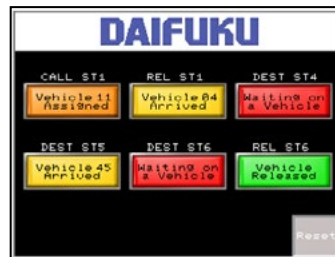 DAIFUKU
CALL ST1 REL ST1 DEST ST4
Vehicle 11 Vehicle 04 Waiting on
Assigned Arrived a Vehicle
DEST ST5 DEST ST6 REL ST6
Vehicle 45 Waiting on Vehicle
Arrived a Vehicle Released
Reset